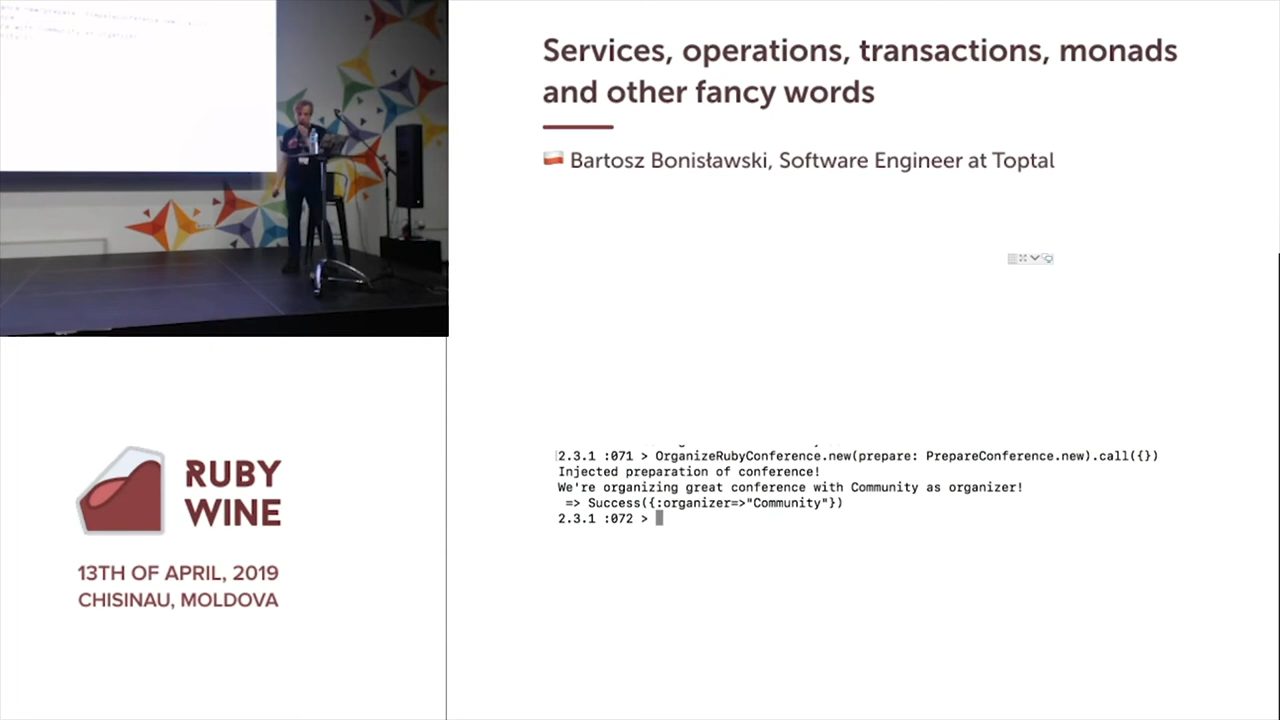 Services, operations, transactions, monads
and other fancy words
Bartosz Bonisławski, Software Engineer at Toptal
2.3.1 :071 > OrganizeRubyConference.new(prepare: PrepareConference.new).call({})
Injected preparation of conference!
We're organizing great conference with Community as organizer!
=> Success({:organizer=>"Community"})
2.3.1 :072 >
RUBY
WINE
13TH OF APRIL, 2019
CHISINAU, MOLDOVA